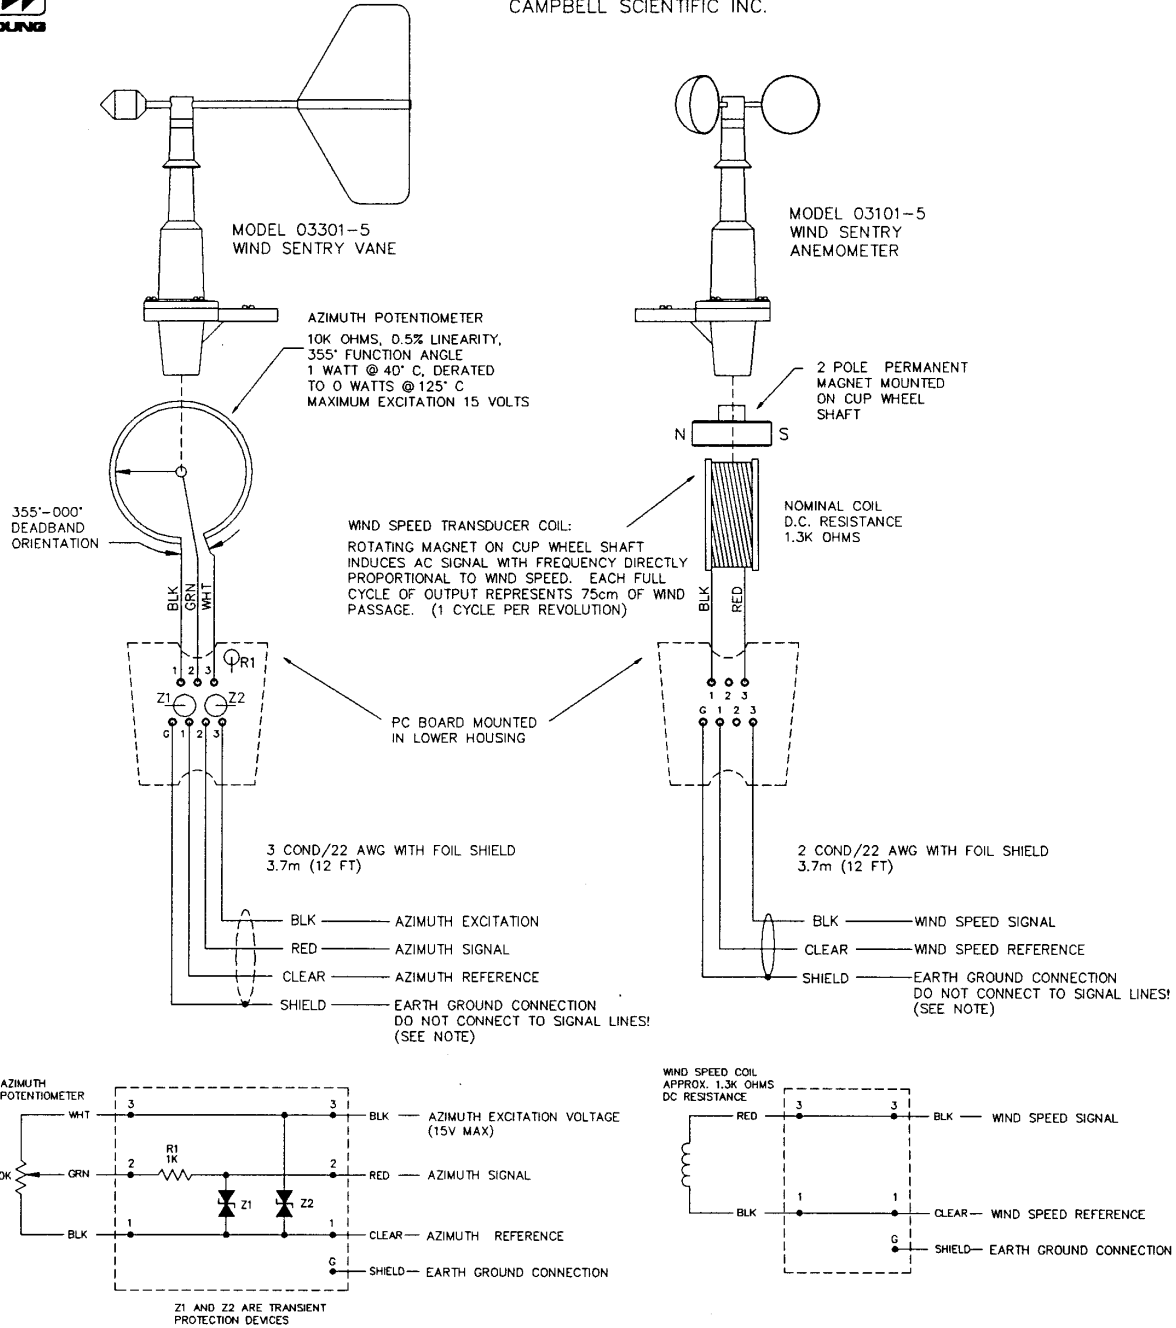 CAMPBELL SCIENTIFIC INC.
MODEL 03301-5
WIND SENTRY VANE
MODEL 03101-5
WIND SENTRY
ANEMOMETER
AZIMUTH POTENTIOMETER
10K OHMS, 0.5% LINEARITY,
355° FUNCTION ANGLE
1 WATT @ 40° C, DERATED
TO 0 WATTS @ 125° C
MAXIMUM EXCITATION 15 VOLTS
2 POLE PERMANENT
MAGNET MOUNTED
ON CUP WHEEL
SHAFT
N S
355°-000°
DEADBAND
ORIENTATION
WIND SPEED TRANSDUCER COIL:
ROTATING MAGNET ON CUP WHEEL SHAFT
INDUCES AC SIGNAL WITH FREQUENCY DIRECTLY
PROPORTIONAL TO WIND SPEED. EACH FULL
CYCLE OF OUTPUT REPRESENTS 75cm OF WIND
PASSAGE. (1 CYCLE PER REVOLUTION)
NOMINAL COIL
D.C. RESISTANCE
1.3K OHMS
BLK
GRN
WHT
BLK
RED
1 2 3
R1
Z1
Z2
G 1 2 3
1 2 3
G 1 2 3
PC BOARD MOUNTED
IN LOWER HOUSING
3 COND/22 AWG WITH FOIL SHIELD
3.7m (12 FT)
BLK AZIMUTH EXCITATION
RED AZIMUTH SIGNAL
CLEAR AZIMUTH REFERENCE
SHIELD EARTH GROUND CONNECTION
DO NOT CONNECT TO SIGNAL LINES!
(SEE NOTE)
2 COND/22 AWG WITH FOIL SHIELD
3.7m (12 FT)
BLK WIND SPEED SIGNAL
CLEAR WIND SPEED REFERENCE
SHIELD EARTH GROUND CONNECTION
DO NOT CONNECT TO SIGNAL LINES!
(SEE NOTE)
AZIMUTH
POTENTIOMETER
WHT 3 3 BLK AZIMUTH EXCITATION VOLTAGE
(15V MAX)
R1
1K
GRN 2 2 RED AZIMUTH SIGNAL
Z1 Z2
BLK 1 1 CLEAR AZIMUTH REFERENCE
G SHIELD EARTH GROUND CONNECTION
Z1 AND Z2 ARE TRANSIENT
PROTECTION DEVICES
WIND SPEED COIL
APPROX. 1.3K OHMS
DC RESISTANCE
RED 3 3 BLK WIND SPEED SIGNAL
BLK 1 1 CLEAR WIND SPEED REFERENCE
G SHIELD EARTH GROUND CONNECTION